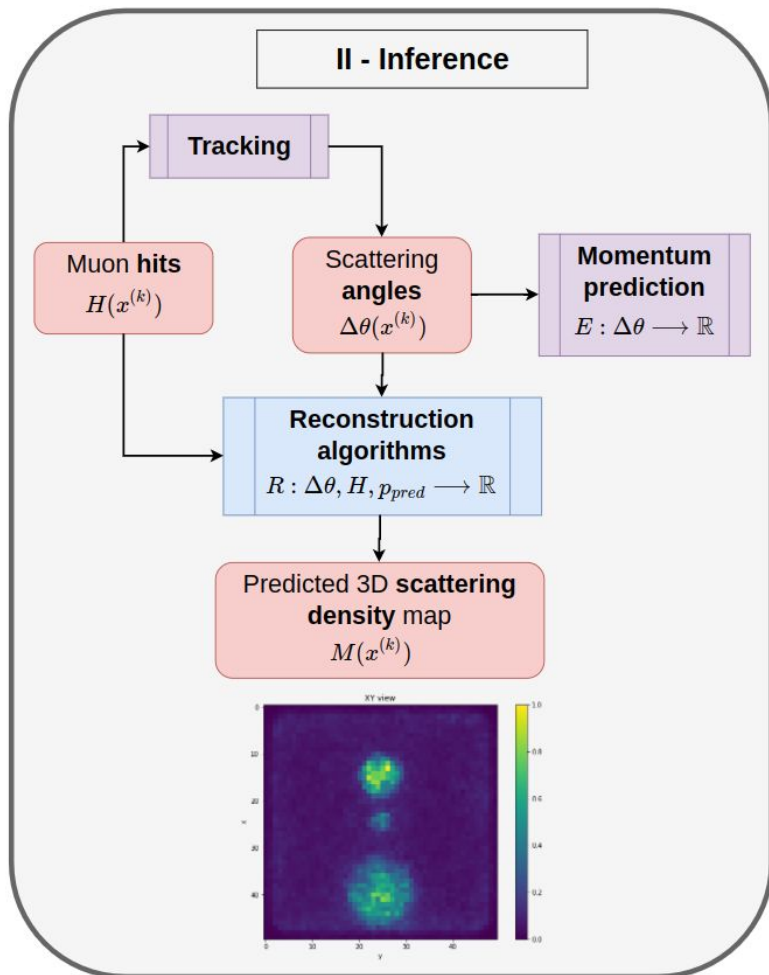 II - Inference
Tracking
Muon hits
H(x^{(k)})
Scattering
angles
Δθ(x^{(k)})
Momentum
prediction
E : Δθ ⟶ ℝ
Reconstruction
algorithms
R : Δθ, H, p_{pred} ⟶ ℝ
Predicted 3D scattering
density map
M(x^{(k)})
XY view
0
10
20
30
40
x
0
10
20
30
40
y
1.0
0.8
0.6
0.4
0.2
0.0